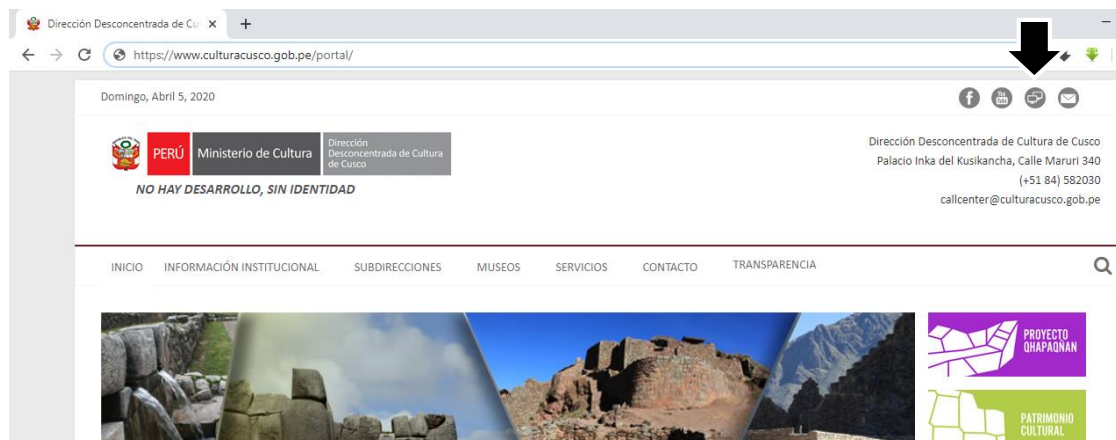 Dirección Desconcentrada de Cu
https://www.culturacusco.gob.pe/portal/
Domingo, Abril 5, 2020
f You Tube
PERÚ Ministerio de Cultura
Dirección
Desconcentrada de Cultura
de Cusco
NO HAY DESARROLLO, SIN IDENTIDAD
Dirección Desconcentrada de Cultura de Cusco
Palacio Inka del Kusikancha, Calle Maruri 340
(+51 84) 582030
callcenter@culturacusco.gob.pe
INICIO INFORMACIÓN INSTITUCIONAL SUBDIRECCIONES MUSEOS SERVICIOS CONTACTO TRANSPARENCIA
PROYECTO
QHAPAQÑAN
PATRIMONIO
CULTURAL